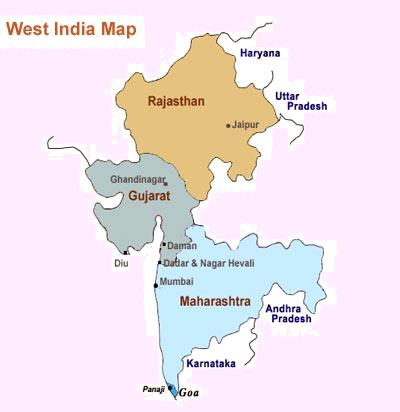 West India Map
Haryana
Rajasthan
Uttar
Pradesh
Jaipur
Ghandinagar
Gujarat
Daman
Diu
Dadar & Nagar Hevali
Mumbai
Maharashtra
Andhra
Pradesh
Karnataka
Panaji
Goa